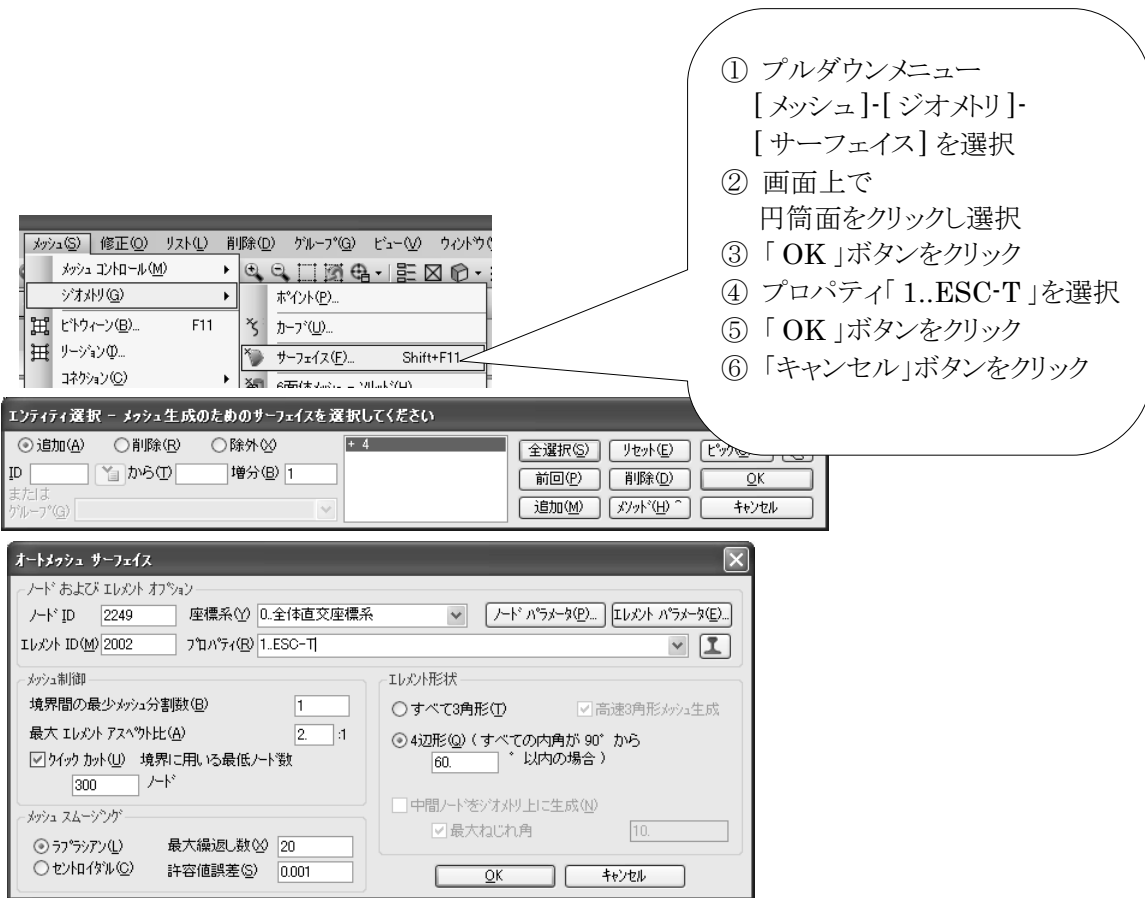 ① プルダウンメニュー
[ メッシュ ]-[ ジオメトリ ]-
[ サーフェイス ] を選択
② 画面上で
円筒面をクリックし選択
③ 「 OK 」ボタンをクリック
④ プロパティ「 1..ESC-T 」を選択
⑤ 「 OK 」ボタンをクリック
⑥ 「キャンセル」ボタンをクリック
メッシュ(S) 修正(O) リスト(L) 削除(D) グループ(G) ビュー(V) ウィンドウ(
メッシュ コントロール(M)
ジオメトリ(G) ポイント(P)...
ビトウィーン(B)... F11 カーブ(U)...
リージョン(I)... サーフェイス(F)... Shift+F11
コネクション(C) 6面体メッシュ - ソリッド(H)
エンティティ選択 - メッシュ生成のためのサーフェイスを選択してください
追加(A) 削除(R) 除外(X) + 4 全選択(S) リセット(E)
ID から(T) 増分(B) 1 前回(P) 削除(D) OK
または
グループ(G) 追加(M) メソッド(H) ^ キャンセル
オートメッシュ サーフェイス
ノード および エレメント オプション
ノード ID 2249 座標系(Y) 0..全体直交座標系 ノード パラメータ(P)... エレメント パラメータ(E)...
エレメント ID(M) 2002 プロパティ(R) 1..ESC-T
メッシュ制御 エレメント形状
境界間の最少メッシュ分割数(B) 1 すべて3角形(T) 高速3角形メッシュ生成
最大 エレメント アスペクト比(A) 2. :1 4辺形(Q) ( すべての内角が 90° から
クイック カット(U) 境界に用いる最低ノード数 60. ° 以内の場合 )
300 ノード
中間ノードをジオメトリ上に生成(N)
メッシュ スムージング 最大ねじれ角 10.
ラプラシアン(L) 最大繰返し数(X) 20
セントロイダル(C) 許容値誤差(S) 0.001 OK キャンセル